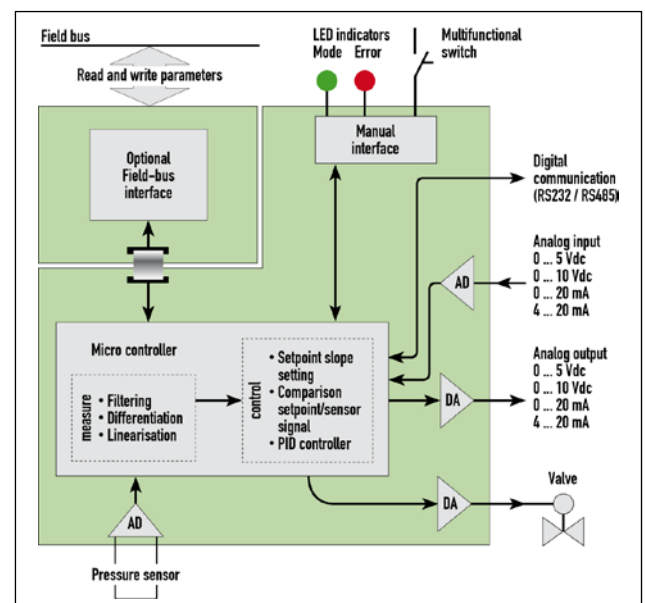 Field bus
Read and write parameters
LED indicators
Mode Error
Multifunctional
switch
Optional
Field-bus
interface
Manual
interface
Digital
communication
(RS232 / RS485)
Analog input
0 ... 5 Vdc
0 ... 10 Vdc
0 ... 20 mA
4 ... 20 mA
AD
Micro controller
measure
• Filtering
• Differentiation
• Linearisation
control
• Setpoint slope
setting
• Comparison
setpoint/sensor
signal
• PID controller
Analog output
0 ... 5 Vdc
0 ... 10 Vdc
0 ... 20 mA
4 ... 20 mA
DA
Valve
DA
AD
Pressure sensor